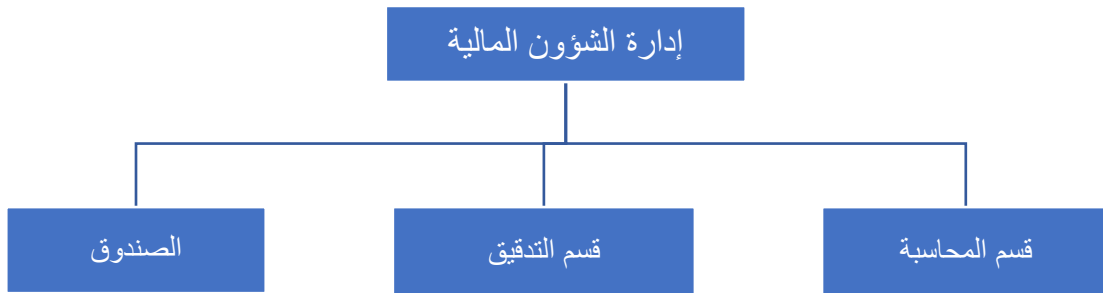 إدارة الشؤون المالية
قسم المحاسبة
قسم التدقيق
الصندوق